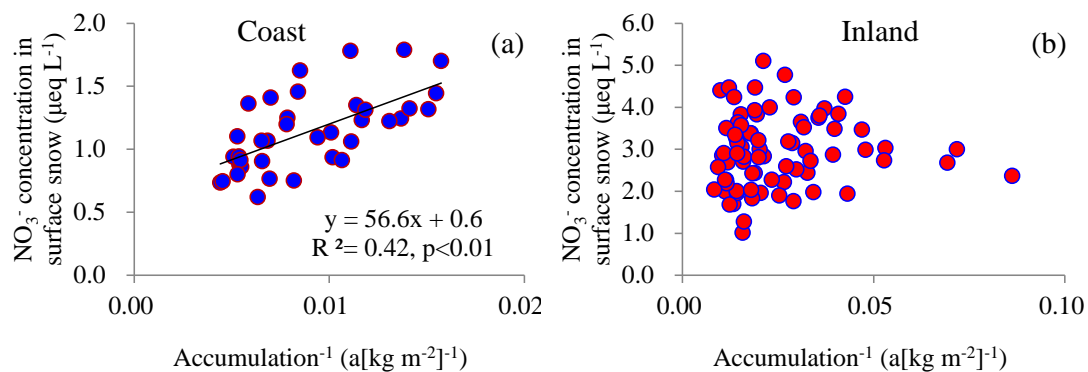 NO₃⁻ concentration in
surface snow (µeq L⁻¹)
2.0
1.5
1.0
0.5
0.0
Coast
(a)
y = 56.6x + 0.6
R ²= 0.42, p<0.01
0.00
0.01
0.02
Accumulation⁻¹ (a[kg m⁻²]⁻¹)
NO₃⁻ concentration in
surface snow (µeq L⁻¹)
6.0
5.0
4.0
3.0
2.0
1.0
0.0
Inland
(b)
0.00
0.05
0.10
Accumulation⁻¹ (a[kg m⁻²]⁻¹)